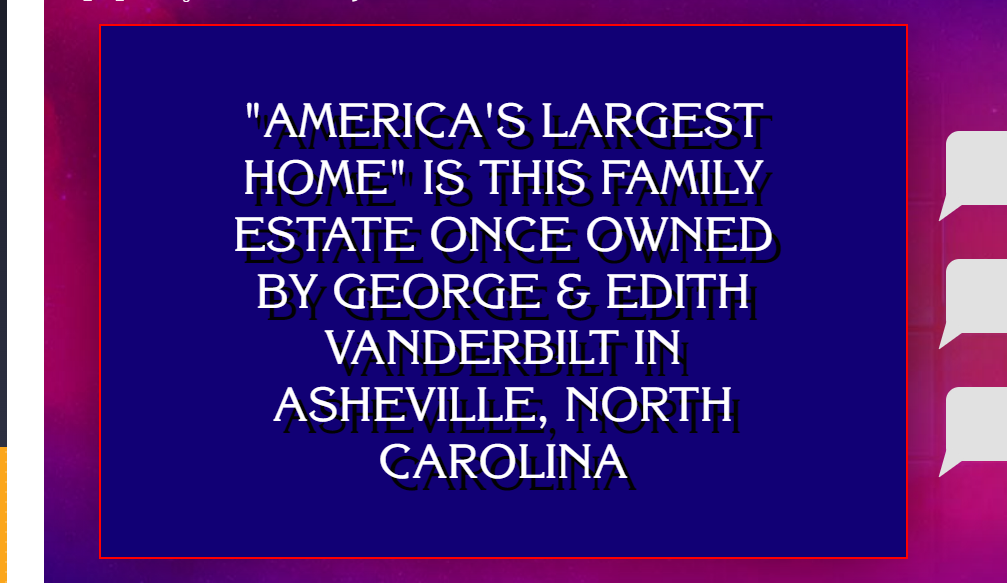 "AMERICA'S LARGEST
HOME" IS THIS FAMILY
ESTATE ONCE OWNED
BY GEORGE & EDITH
VANDERBILT IN
ASHEVILLE, NORTH
CAROLINA